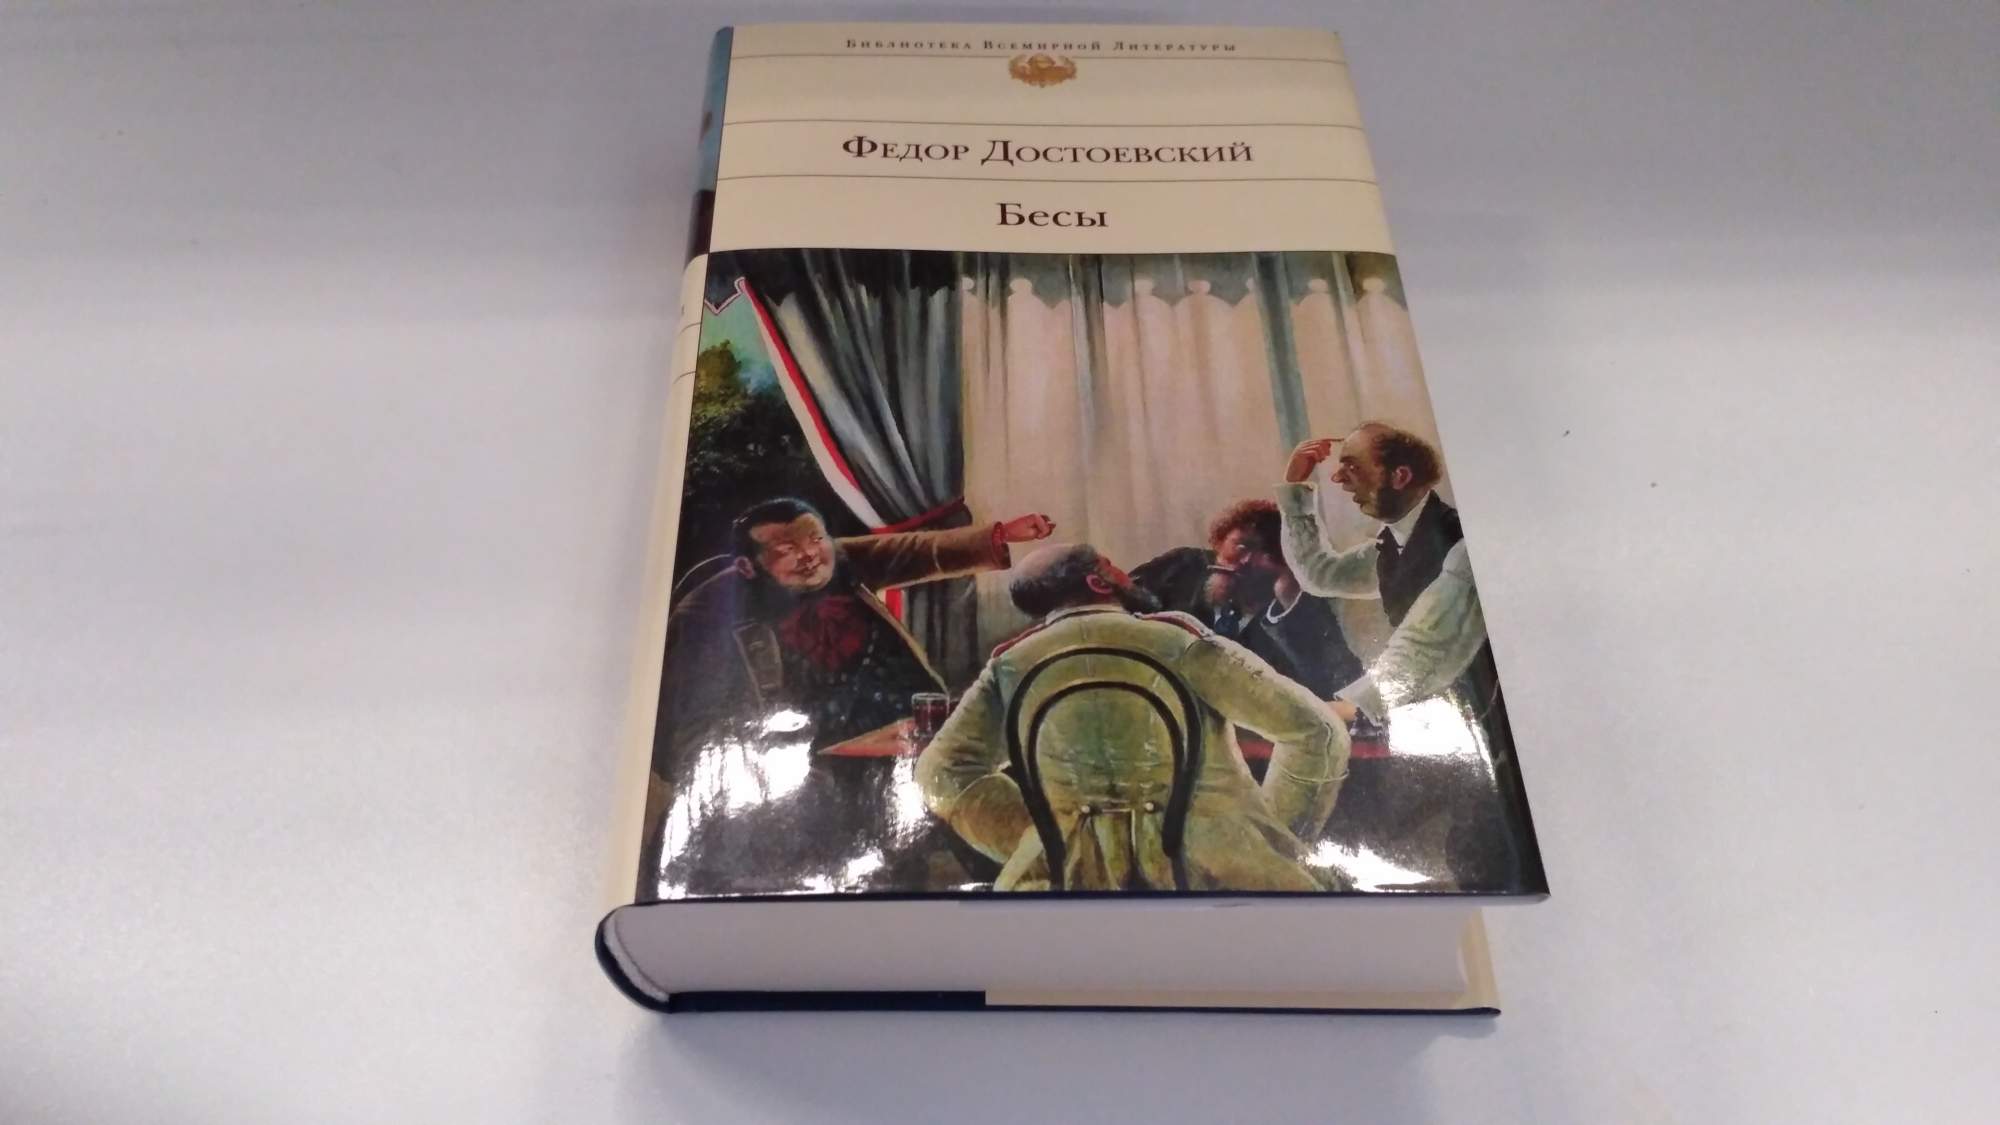 Библиотека Всемирной Литературы
Федор Достоевский
Бесы